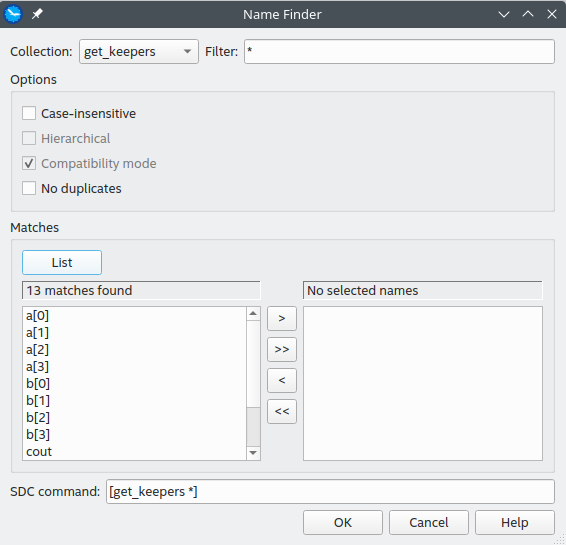 Name Finder
Collection: get_keepers Filter: *
Options
Case-insensitive
Hierarchical
Compatibility mode
No duplicates
Matches
List
13 matches found No selected names
a[0]
a[1]
a[2]
a[3]
b[0]
b[1]
b[2]
b[3]
cout
>
>>
<
<<
SDC command: [get_keepers *]
OK Cancel Help